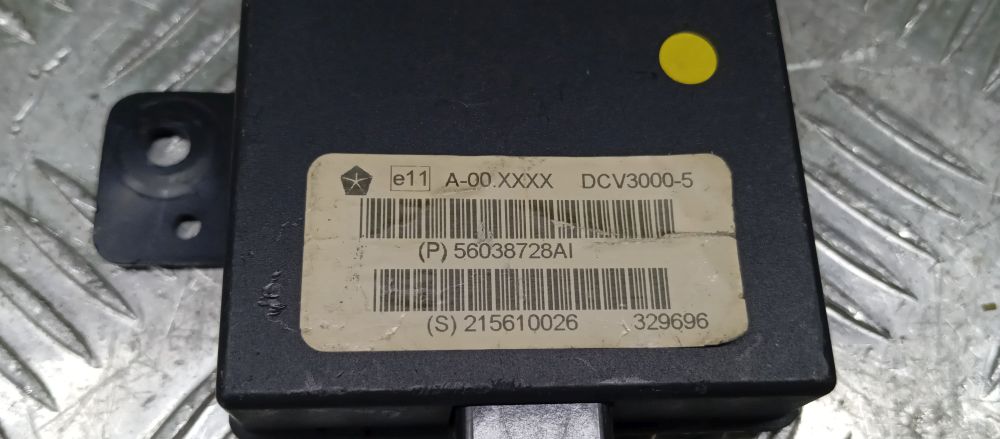 e11 A-00.XXXX DCV3000-5
(P) 56038728AI
(S) 215610026 329696